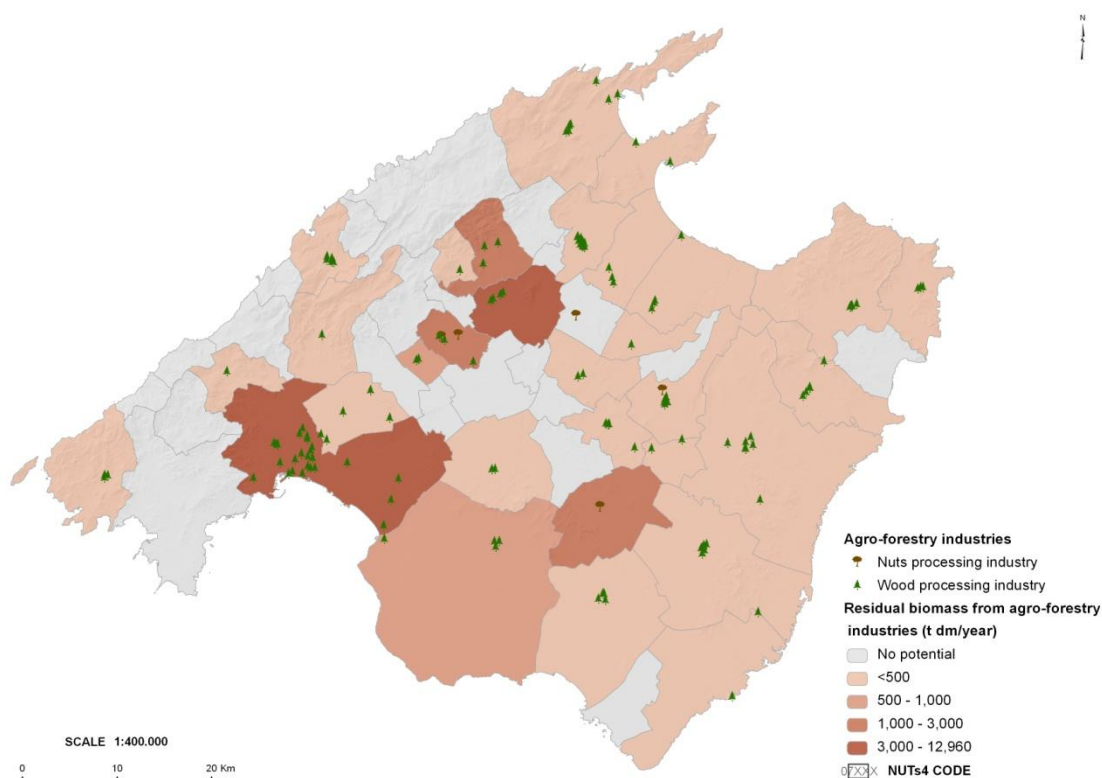 N
Agro-forestry industries
Nuts processing industry
Wood processing industry
Residual biomass from agro-forestry
industries (t dm/year)
No potential
<500
500 - 1,000
1,000 - 3,000
3,000 - 12,960
07XXX NUTs4 CODE
SCALE 1:400.000
0 10 20 Km